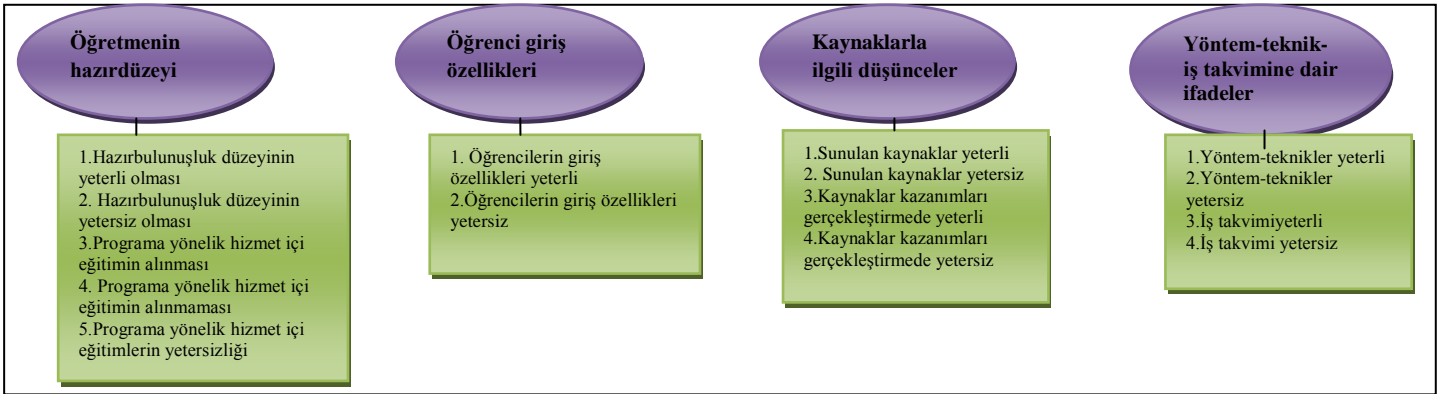 Öğretmenin
hazırdüzeyi
1.Hazırbulunuşluk düzeyinin
yeterli olması
2. Hazırbulunuşluk düzeyinin
yetersiz olması
3.Programa yönelik hizmet içi
eğitimin alınması
4. Programa yönelik hizmet içi
eğitimin alınmaması
5.Programa yönelik hizmet içi
eğitimlerin yetersizliği
Öğrenci giriş
özellikleri
1. Öğrencilerin giriş
özellikleri yeterli
2.Öğrencilerin giriş özellikleri
yetersiz
Kaynaklarla
ilgili düşünceler
1.Sunulan kaynaklar yeterli
2. Sunulan kaynaklar yetersiz
3.Kaynaklar kazanımları
gerçekleştirmede yeterli
4.Kaynaklar kazanımları
gerçekleştirmede yetersiz
Yöntem-teknik-
iş takvimine dair
ifadeler
1.Yöntem-teknikler yeterli
2.Yöntem-teknikler
yetersiz
3.İş takvimiyeterli
4.İş takvimi yetersiz